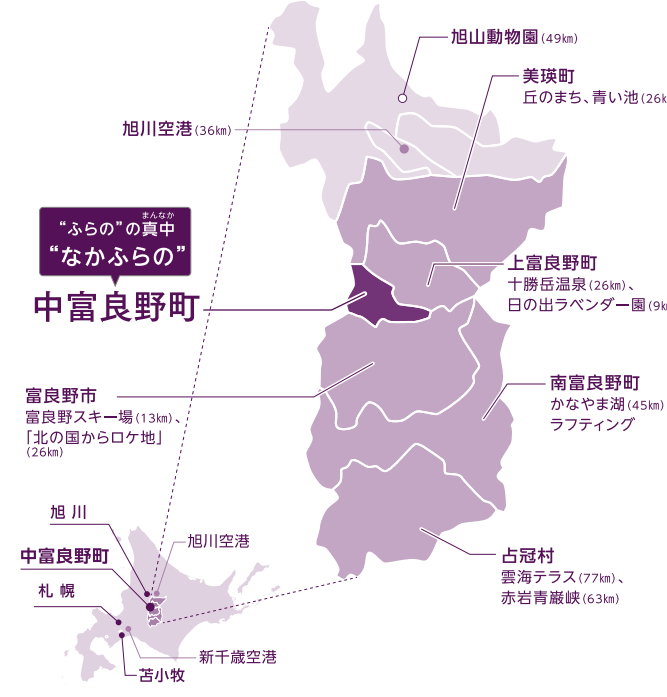 旭山動物園(49km)
美瑛町
丘のまち、青い池(26k
旭川空港(36km)
まんなか
“ふらの”の真中
“なかふらの”
中富良野町
上富良野町
十勝岳温泉(26km)、
日の出ラベンダー園(9k
富良野市
富良野スキー場(13km)、
「北の国からロケ地」
(26km)
南富良野町
かなやま湖(45km)
ラフティング
占冠村
雲海テラス(77km)、
赤岩青巌峡(63km)
旭 川
旭川空港
中富良野町
札 幌
新千歳空港
苫小牧